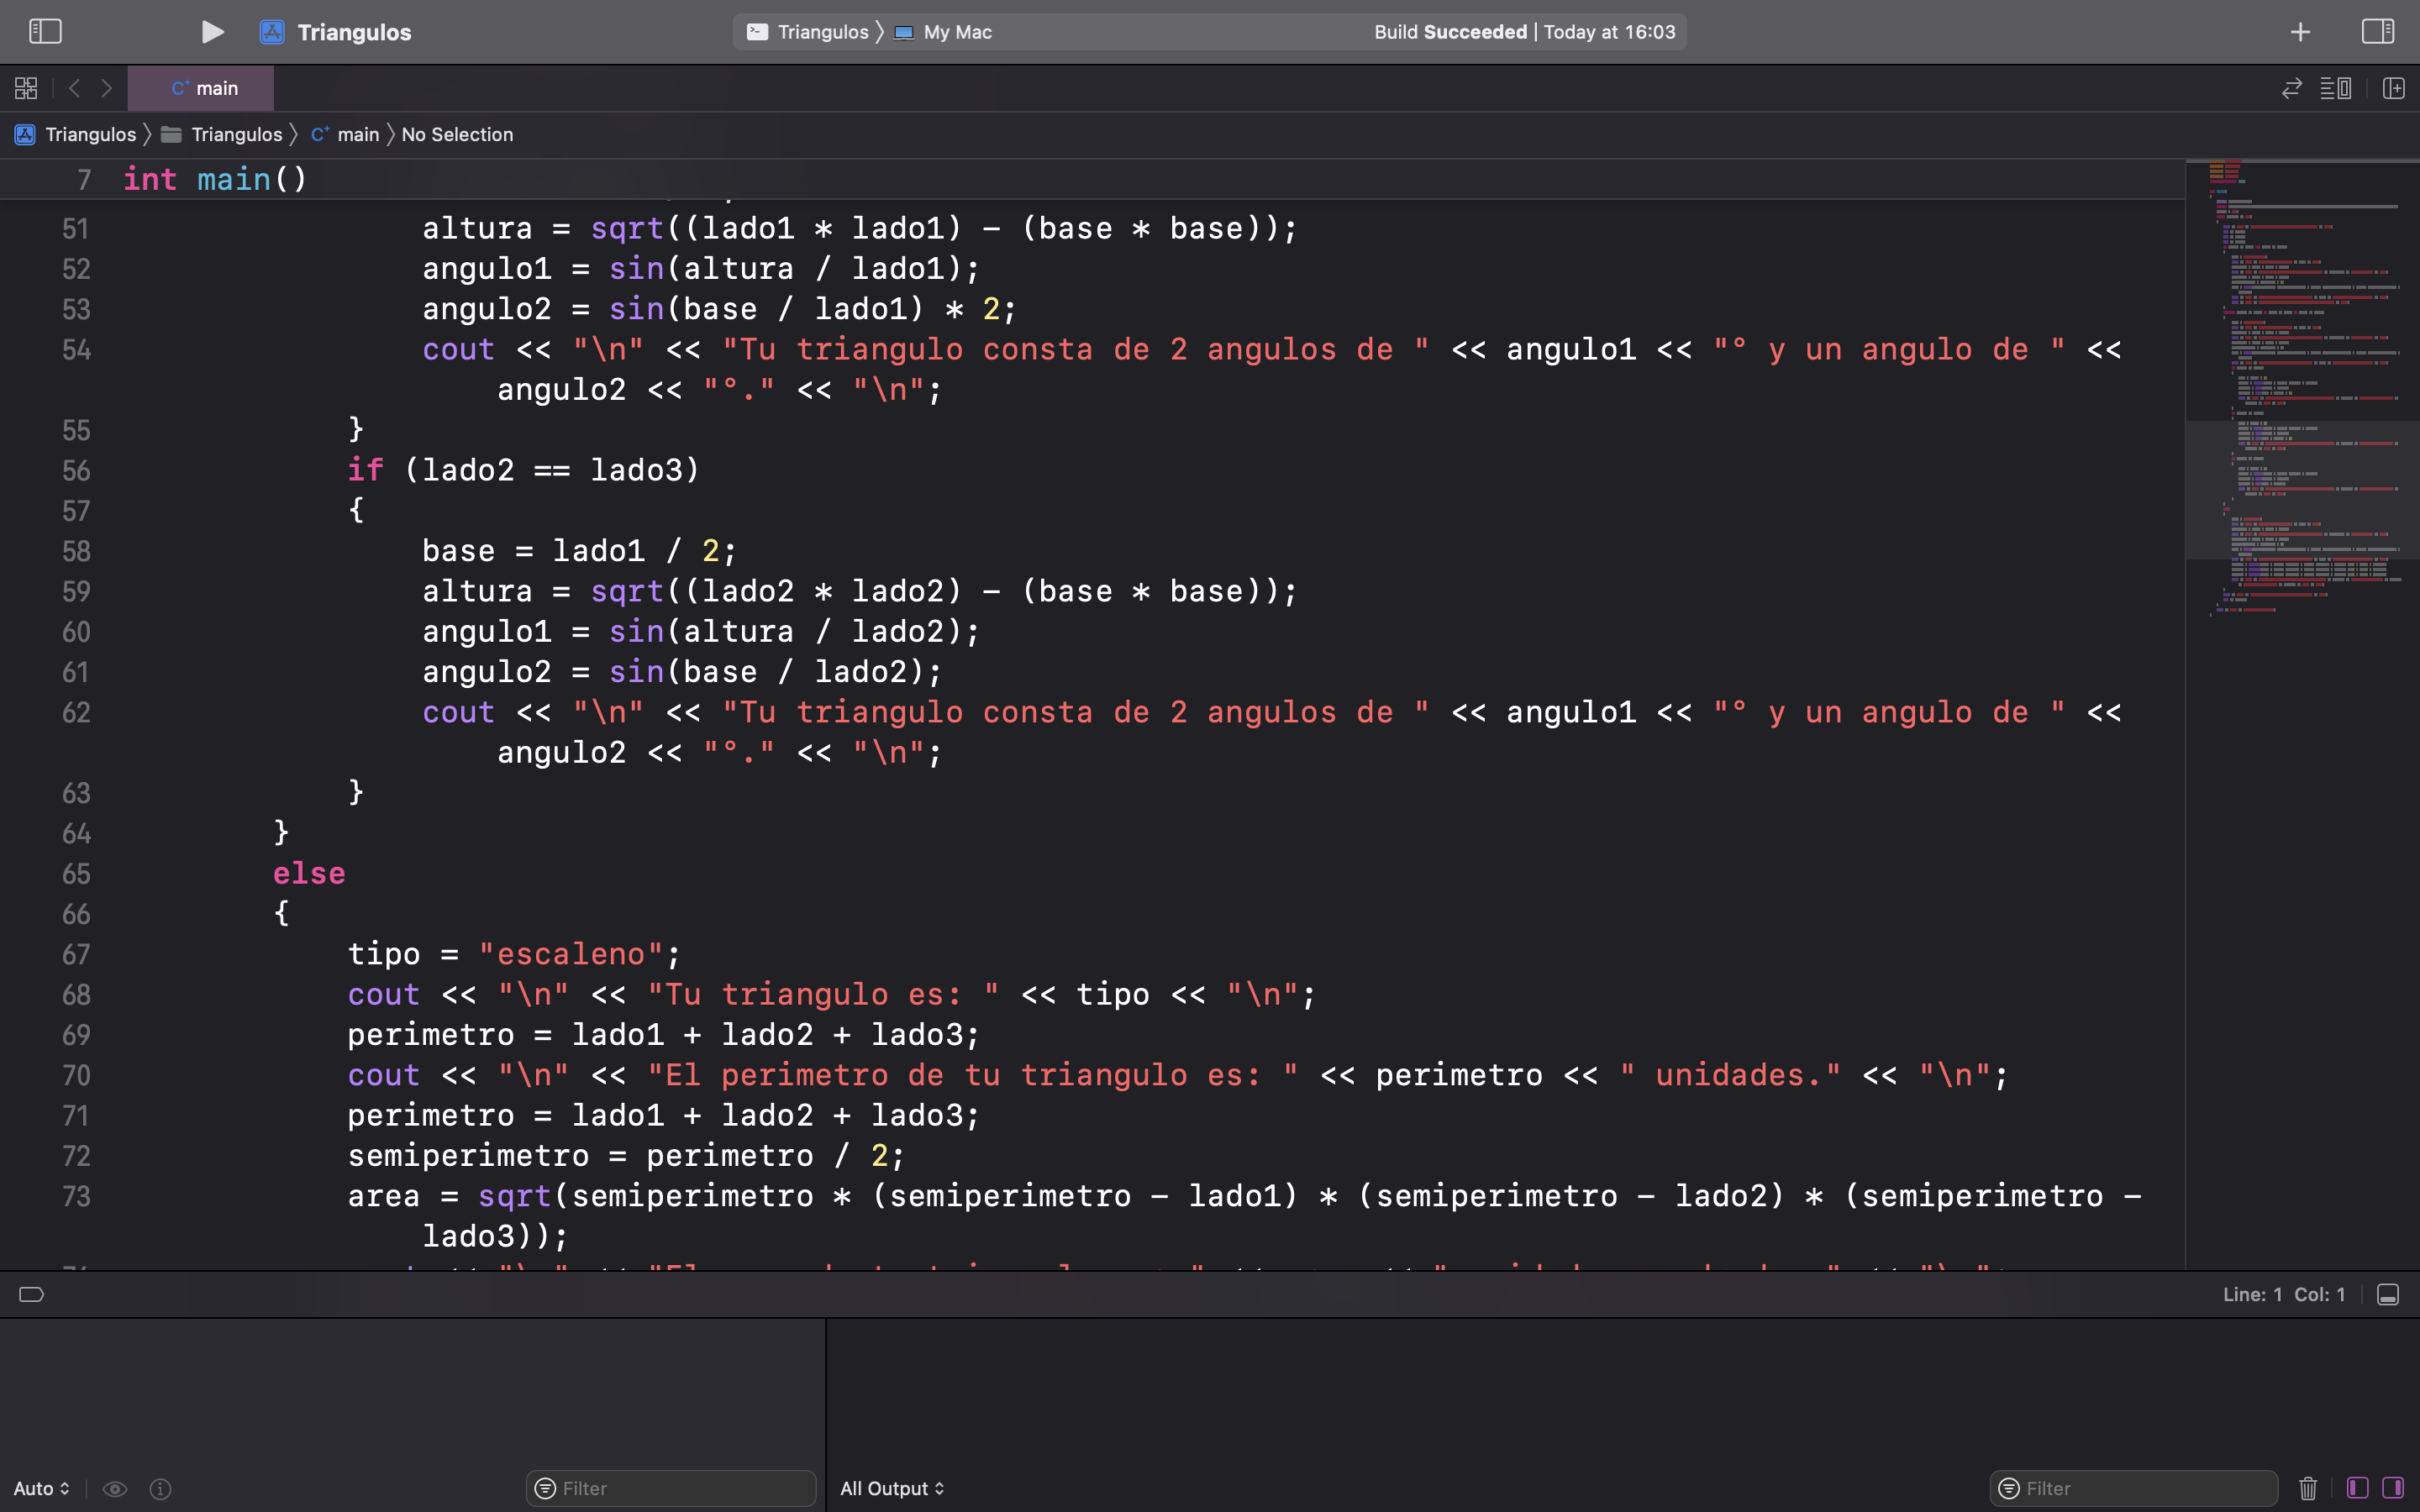 Triangulos
Triangulos 〉 My Mac
Build Succeeded | Today at 16:03
C+ main
Triangulos 〉 Triangulos 〉 C+ main 〉 No Selection
7 int main()
51 altura = sqrt((lado1 * lado1) - (base * base));
52 angulo1 = sin(altura / lado1);
53 angulo2 = sin(base / lado1) * 2;
54 cout << "\n" << "Tu triangulo consta de 2 angulos de " << angulo1 << "° y un angulo de " <<
angulo2 << "°." << "\n";
55 }
56 if (lado2 == lado3)
57 {
58 base = lado1 / 2;
59 altura = sqrt((lado2 * lado2) - (base * base));
60 angulo1 = sin(altura / lado2);
61 angulo2 = sin(base / lado2);
62 cout << "\n" << "Tu triangulo consta de 2 angulos de " << angulo1 << "° y un angulo de " <<
angulo2 << "°." << "\n";
63 }
64 }
65 else
66 {
67 tipo = "escaleno";
68 cout << "\n" << "Tu triangulo es: " << tipo << "\n";
69 perimetro = lado1 + lado2 + lado3;
70 cout << "\n" << "El perimetro de tu triangulo es: " << perimetro << " unidades." << "\n";
71 perimetro = lado1 + lado2 + lado3;
72 semiperimetro = perimetro / 2;
73 area = sqrt(semiperimetro * (semiperimetro - lado1) * (semiperimetro - lado2) * (semiperimetro -
lado3));
Line: 1 Col: 1
Auto
Filter
All Output
Filter